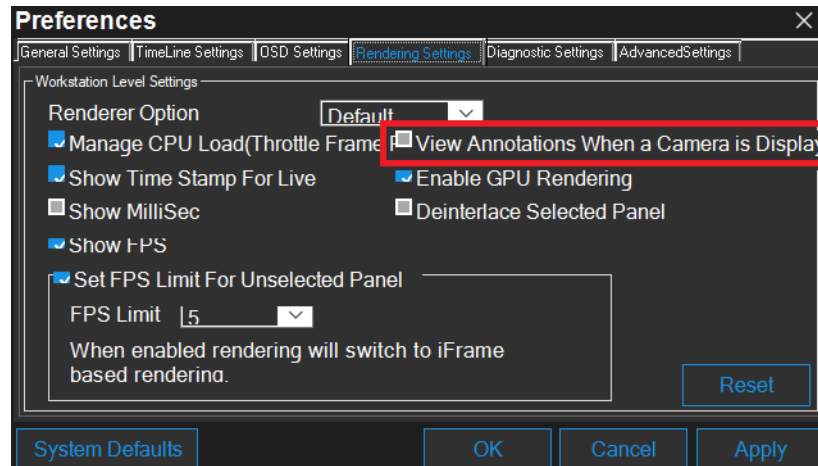 Preferences
General Settings TimeLine Settings OSD Settings Rendering Settings Diagnostic Settings AdvancedSettings
Workstation Level Settings
Renderer Option Default
Manage CPU Load(Throttle Frame View Annotations When a Camera is Display
Show Time Stamp For Live Enable GPU Rendering
Show MilliSec Deinterlace Selected Panel
Show FPS
Set FPS Limit For Unselected Panel
FPS Limit 5
When enabled rendering will switch to iFrame
based rendering.
Reset
System Defaults OK Cancel Apply